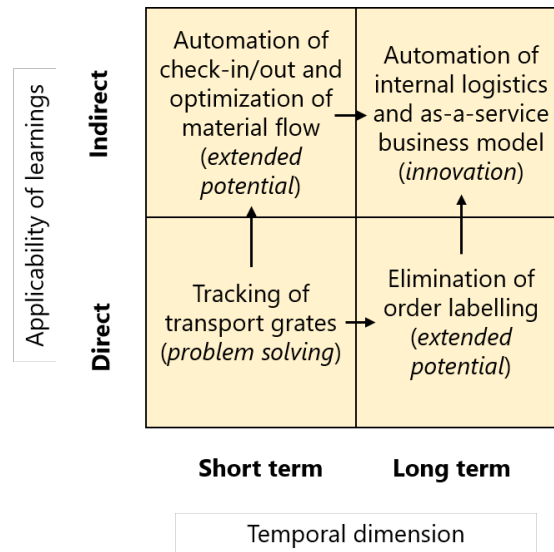 Applicability of learnings
Indirect
Direct
Automation of
check-in/out and
optimization of
material flow
(extended
potential)
Automation of
internal logistics
and as-a-service
business model
(innovation)
Tracking of
transport grates
(problem solving)
Elimination of
order labelling
(extended
potential)
Short term
Long term
Temporal dimension